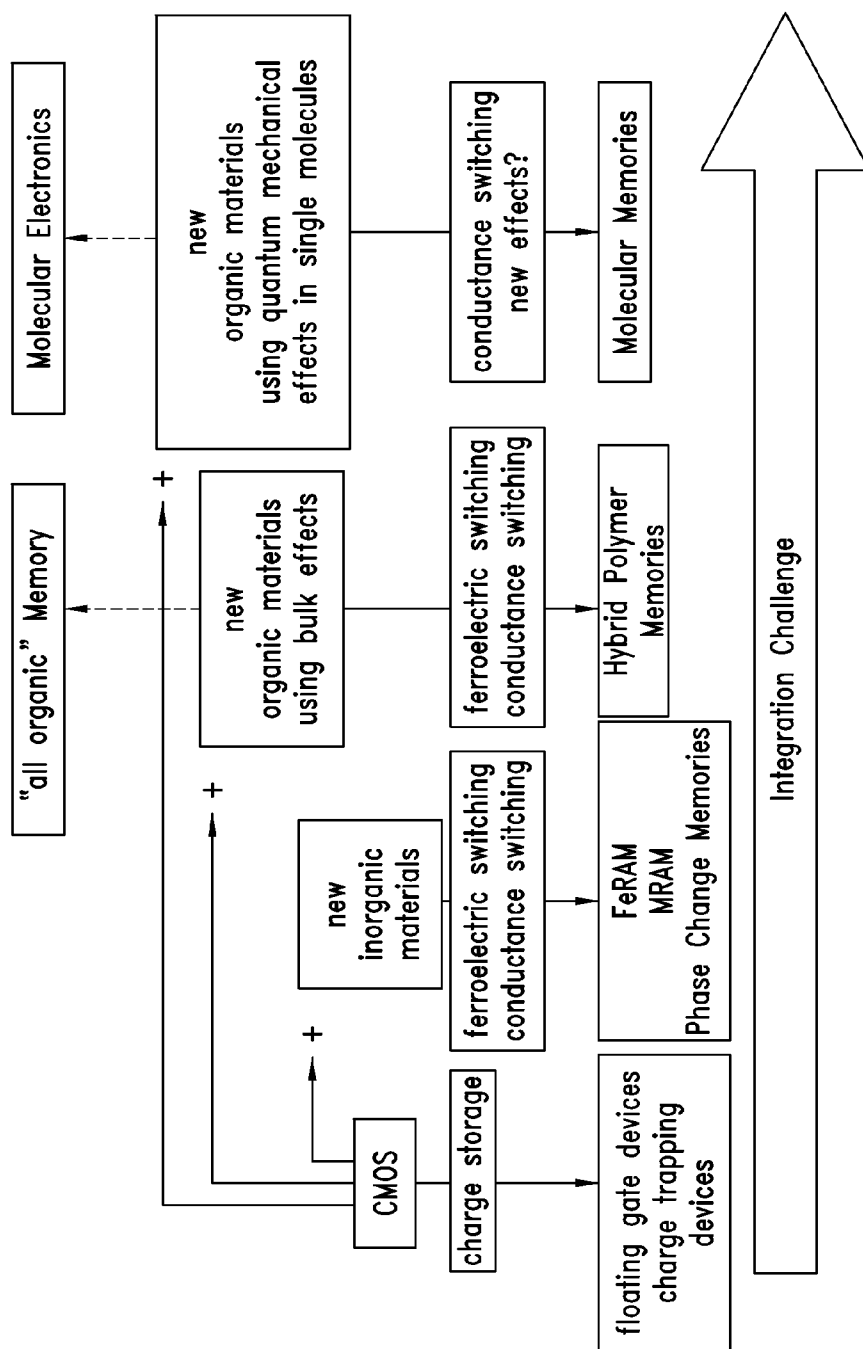 "all organic" Memory
Molecular Electronics
+
+
+
CMOS
new
inorganic
materials
new
organic materials
using bulk effects
new
organic materials
using quantum mechanical
effects in single molecules
charge storage
ferroelectric switching
conductance switching
ferroelectric switching
conductance switching
conductance switching
new effects?
floating gate devices
charge trapping
devices
FeRAM
MRAM
Phase Change Memories
Hybrid Polymer
Memories
Molecular Memories
Integration Challenge